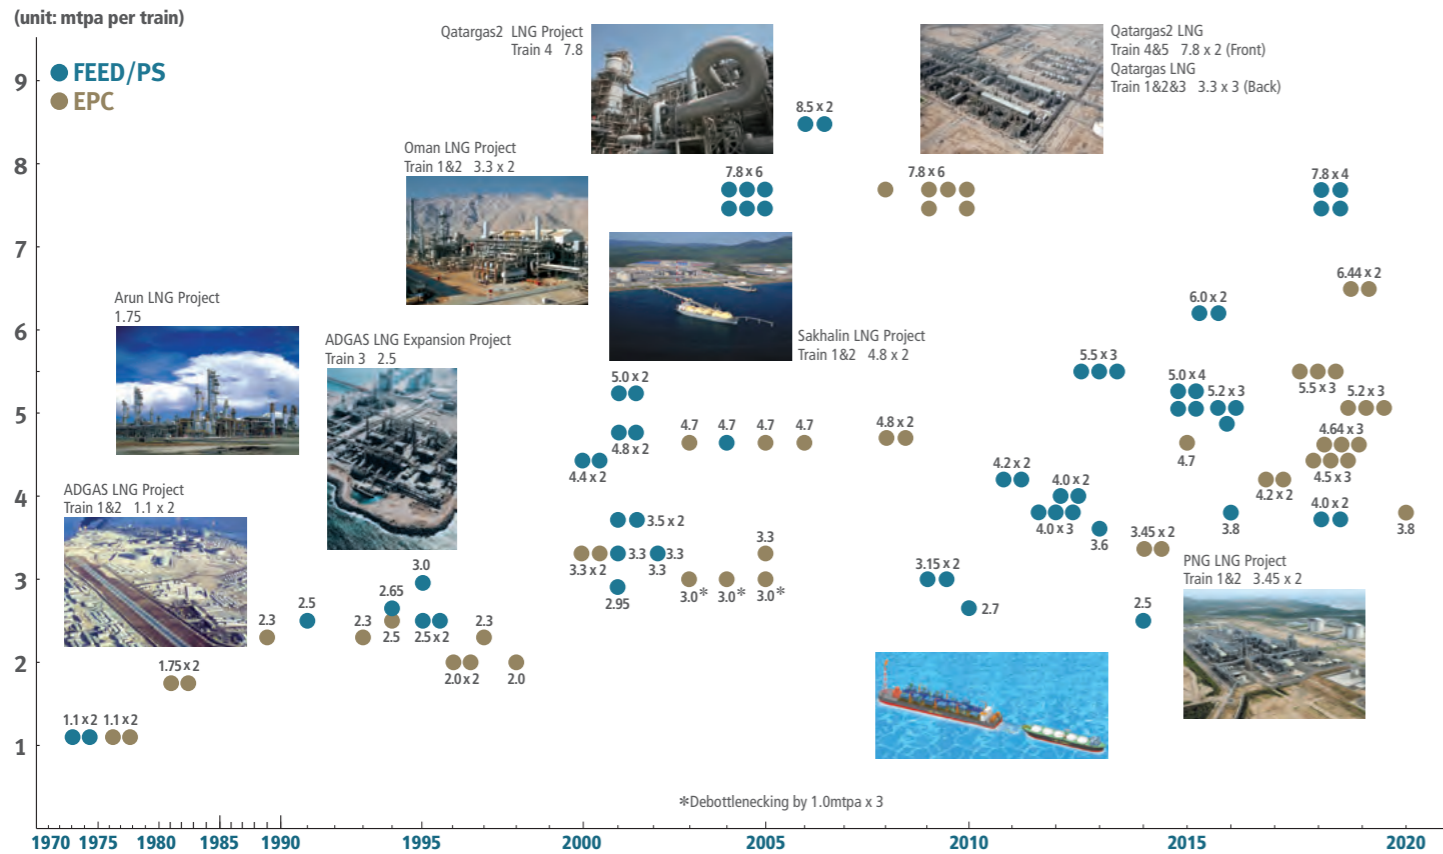 (unit: mtpa per train)
FEED/PS
EPC
9
8
7
6
5
4
3
2
1
Qatargas2 LNG Project
Train 4 7.8
Qatargas2 LNG
Train 4&5 7.8 x 2 (Front)
Qatargas LNG
Train 1&2&3 3.3 x 3 (Back)
Oman LNG Project
Train 1&2 3.3 x 2
Arun LNG Project
1.75
ADGAS LNG Expansion Project
Train 3 2.5
Sakhalin LNG Project
Train 1&2 4.8 x 2
ADGAS LNG Project
Train 1&2 1.1 x 2
PNG LNG Project
Train 1&2 3.45 x 2
8.5 x 2
7.8 x 6
7.8 x 6
7.8 x 4
6.44 x 2
6.0 x 2
5.5 x 3
5.0 x 4
5.2 x 3
5.5 x 3
5.2 x 3
5.0 x 2
4.8 x 2
4.4 x 2
4.7
4.7
4.7
4.7
4.8 x 2
4.7
4.64 x 3
4.5 x 3
4.2 x 2
4.2 x 2
4.0 x 2
4.0 x 3
3.6
3.8
4.0 x 2
3.8
3.5 x 2
3.3 x 2
3.3
3.3
3.3
3.3
2.95
3.0*
3.0*
3.0*
3.15 x 2
2.7
3.45 x 2
2.5
3.0
2.65
2.5
2.5 x 2
2.3
2.5
2.3
2.3
2.0 x 2
2.0
1.75 x 2
1.1 x 2
1.1 x 2
*Debottlenecking by 1.0mtpa x 3
1970
1975
1980
1985
1990
1995
2000
2005
2010
2015
2020